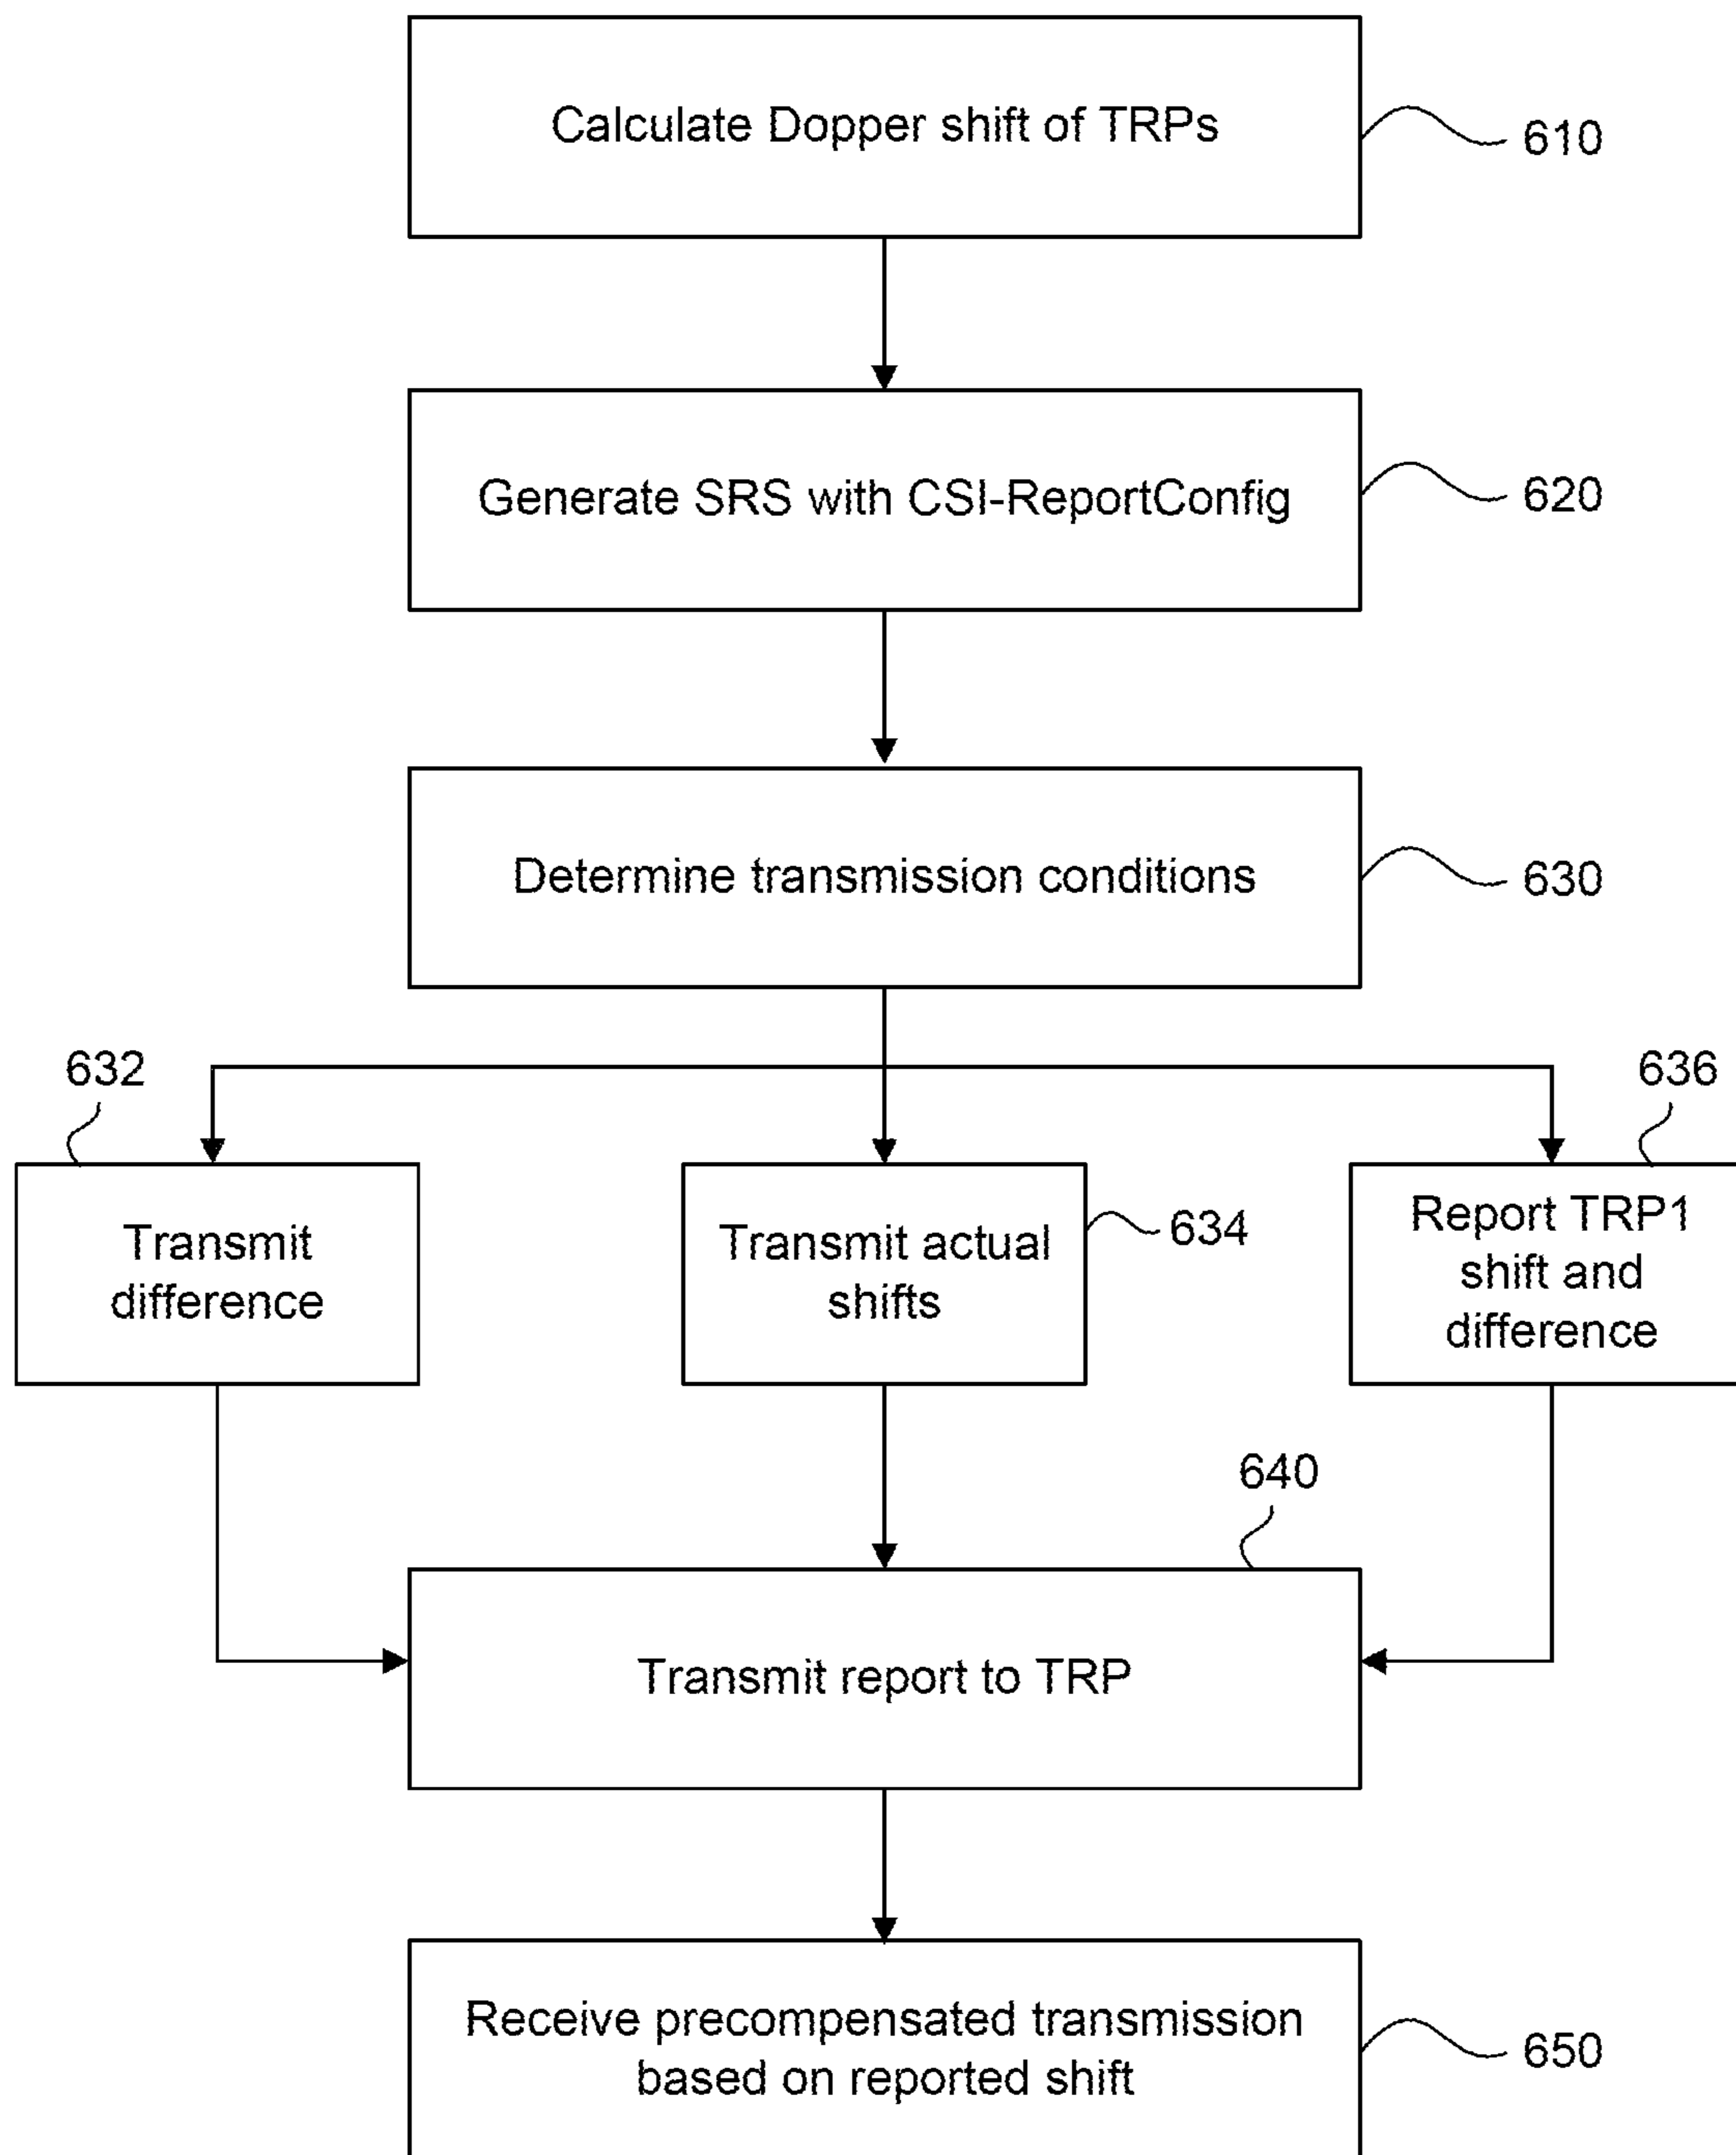 Calculate Dopper shift of TRPs
610
Generate SRS with CSI-ReportConfig
620
Determine transmission conditions
630
632
636
Transmit
difference
Transmit actual
shifts
634
Report TRP1
shift and
difference
640
Transmit report to TRP
Receive precompensated transmission
based on reported shift
650